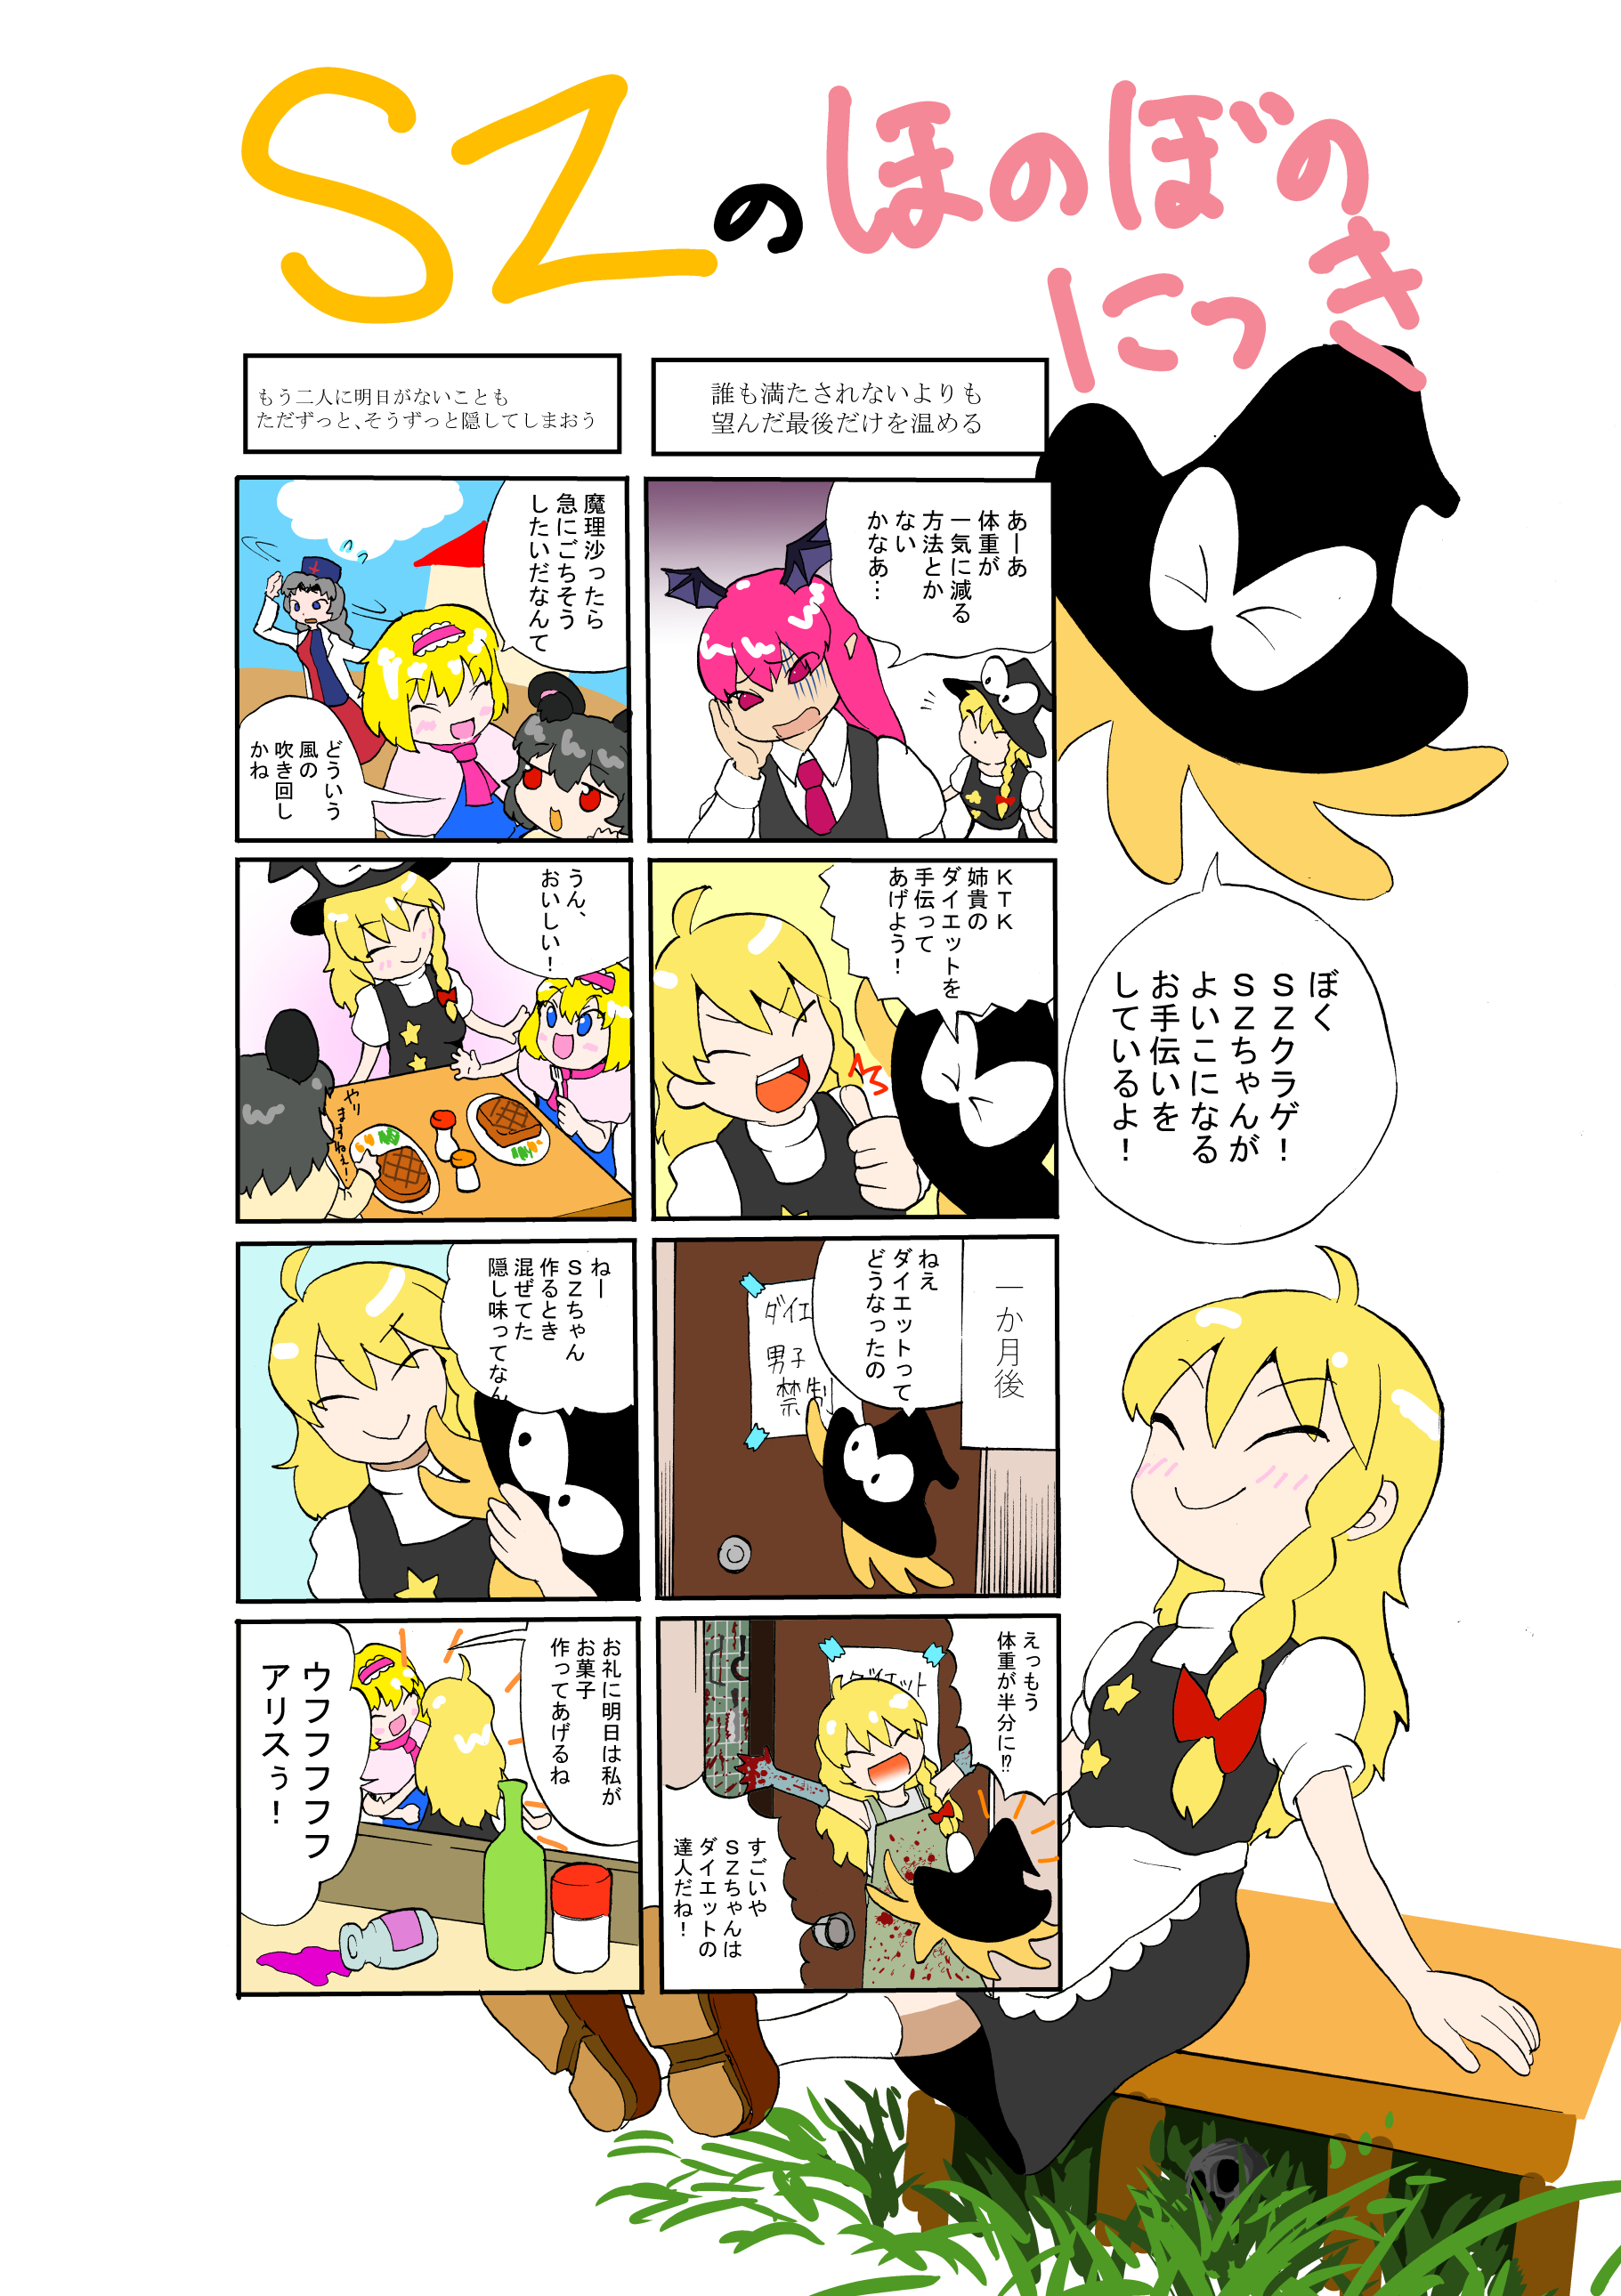 SZのほのぼの
にっき
誰も満たされないよりも
望んだ最後だけを温める
あーあ
体重が
一気に減る
方法とか
ない
かなあ…
KTK
姉貴の
ダイエットを
手伝って
あげよう!
一か月後
ねえ
ダイエットって
どうなったの
ダイエ
男子
禁制
えっもう
体重が半分に!?
ダイエット
すごいや
SZちゃんは
ダイエットの
達人だね!
もう二人に明日がないことも
ただずっと、そうずっと隠してしまおう
魔理沙ったら
急にごちそう
したいだなんて
どういう
風の
吹き回し
かね
うん、
おいしい!
やり
ますねぇ!
ねー
SZちゃん
作るとき
混ぜてた
隠し味ってなん
お礼に明日は私が
お菓子
作ってあげるね
ウフフフフフ
アリスぅ!
ぼく
SZクラゲ!
SZちゃんが
よいこになる
お手伝いを
しているよ!